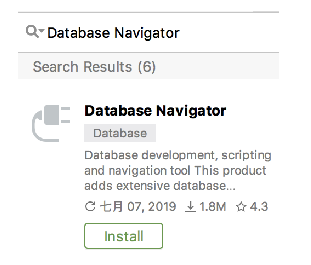 Database Navigator
Search Results (6)
Database Navigator
Database
Database development, scripting
and navigation tool This product
adds extensive database...
七月 07, 2019 1.8M 4.3
Install